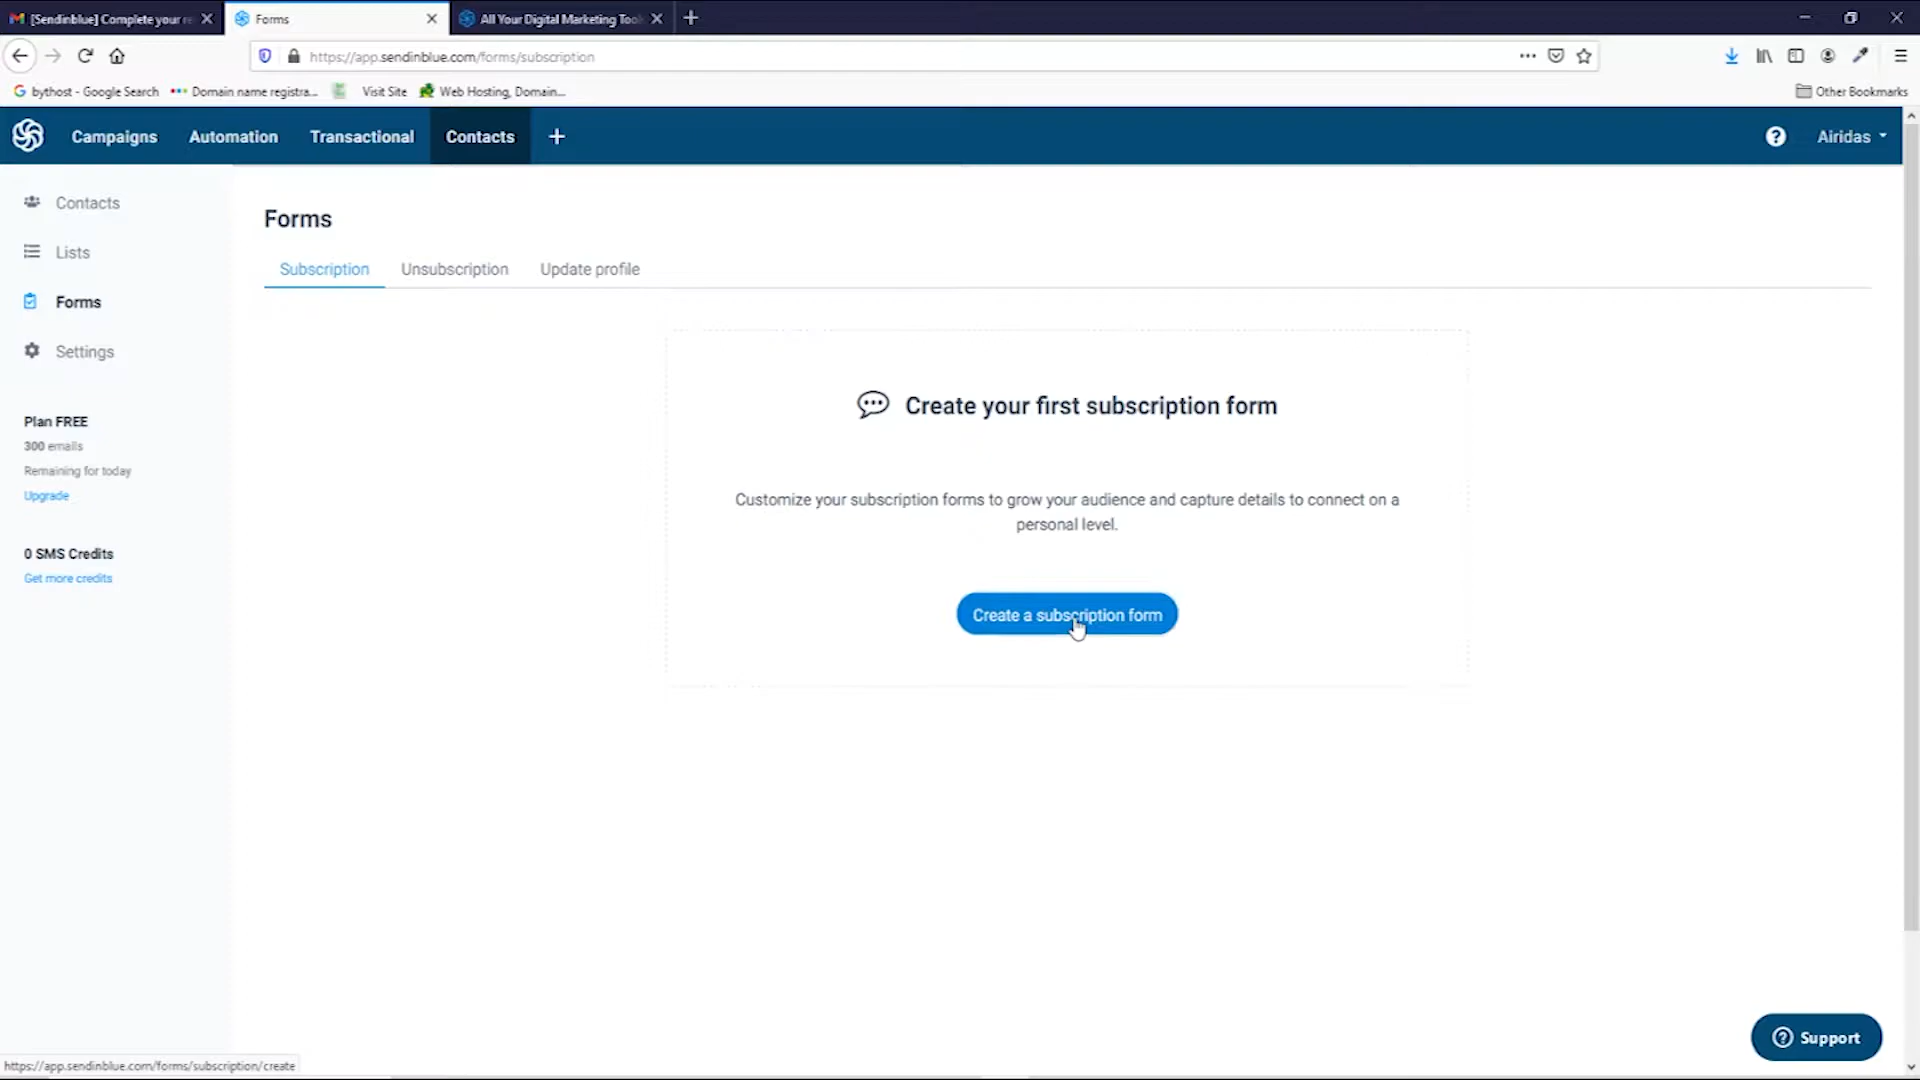 [Sendinblue] Complete your re
Forms
All Your Digital Marketing Tools
https://app.sendinblue.com/forms/subscription
bythost - Google Search
Domain name registra...
Visit Site
Web Hosting, Domain...
Other Bookmarks
Campaigns
Automation
Transactional
Contacts
+
?
Airidas
Contacts
Lists
Forms
Settings
Plan FREE
300 emails
Remaining for today
Upgrade
0 SMS Credits
Get more credits
Forms
Subscription
Unsubscription
Update profile
Create your first subscription form
Customize your subscription forms to grow your audience and capture details to connect on a
personal level.
Create a subscription form
Support
https://app.sendinblue.com/forms/subscription/create